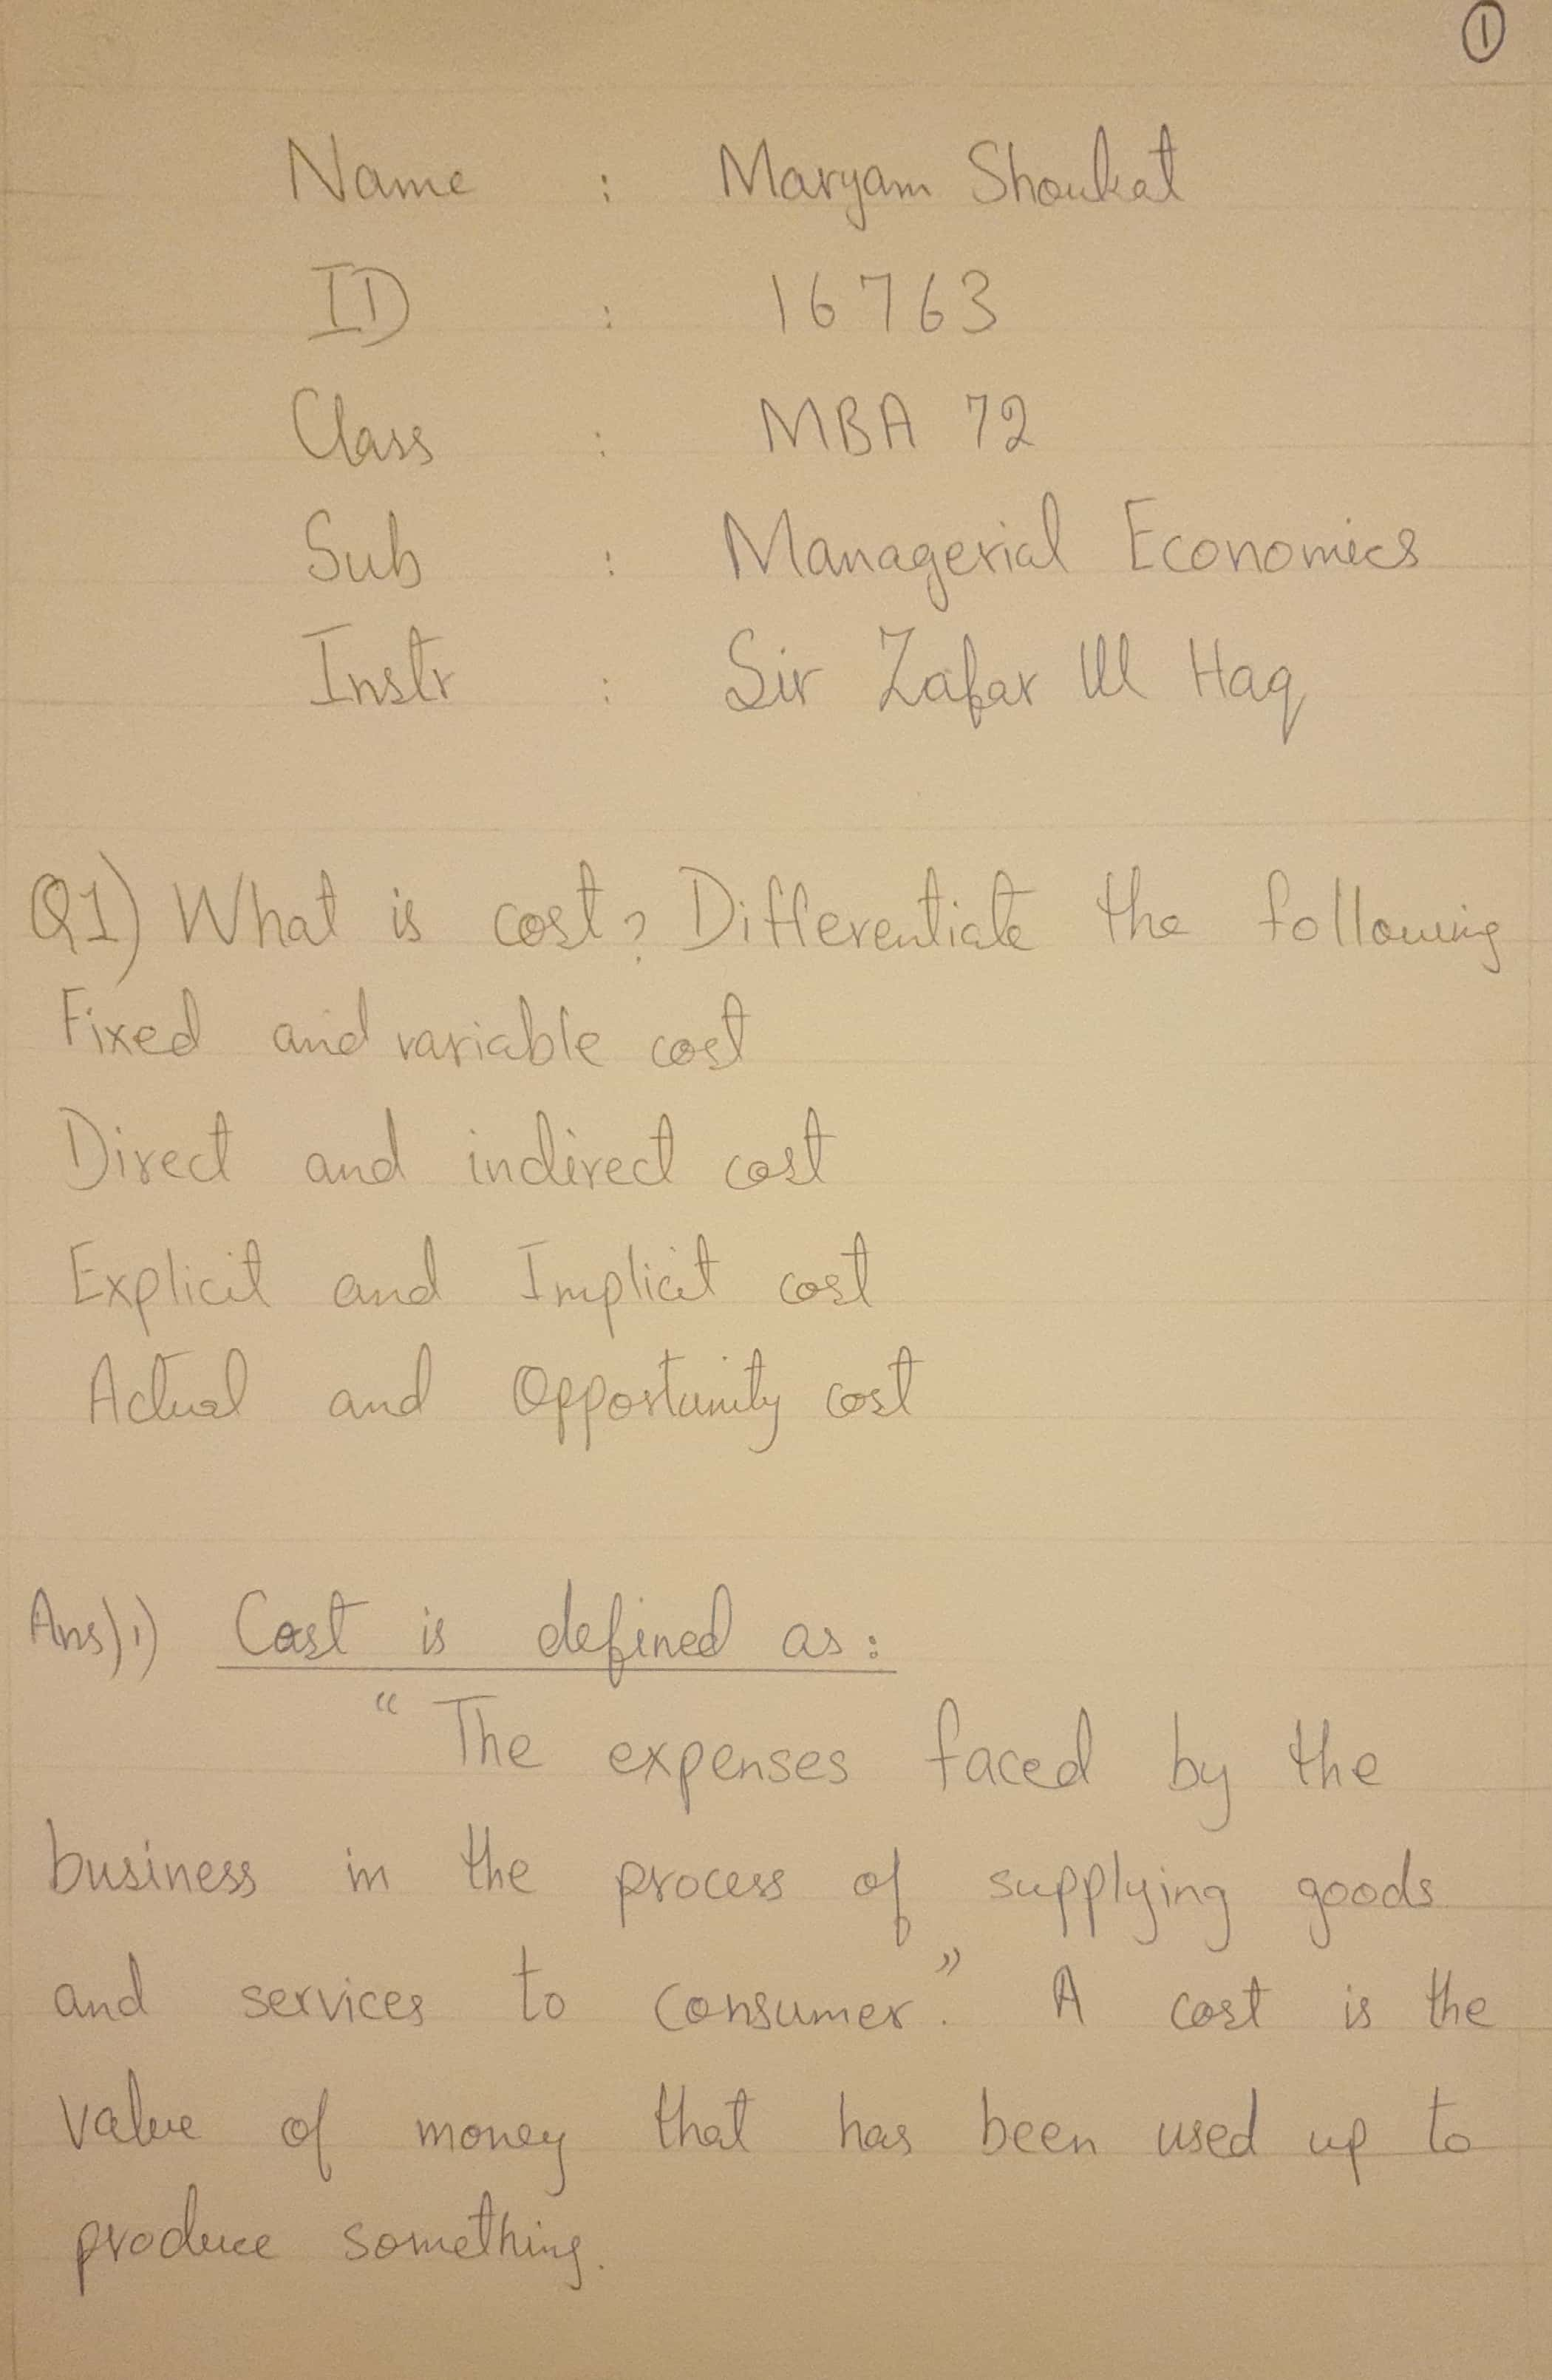 ①
Name : Maryam Shoukat
ID : 16763
Class : MBA 72
Sub : Managerial Economics
Instr : Sir Zafar Ul Haq
Q1) What is cost? Differentiate the following
Fixed and variable cost
Direct and indirect cost
Explicit and Implicit cost
Actual and Opportunity cost
Ans)1) Cost is defined as:
“ The expenses faced by the
business in the process of supplying goods
and services to consumer.” A cost is the
value of money that has been used up to
produce something.